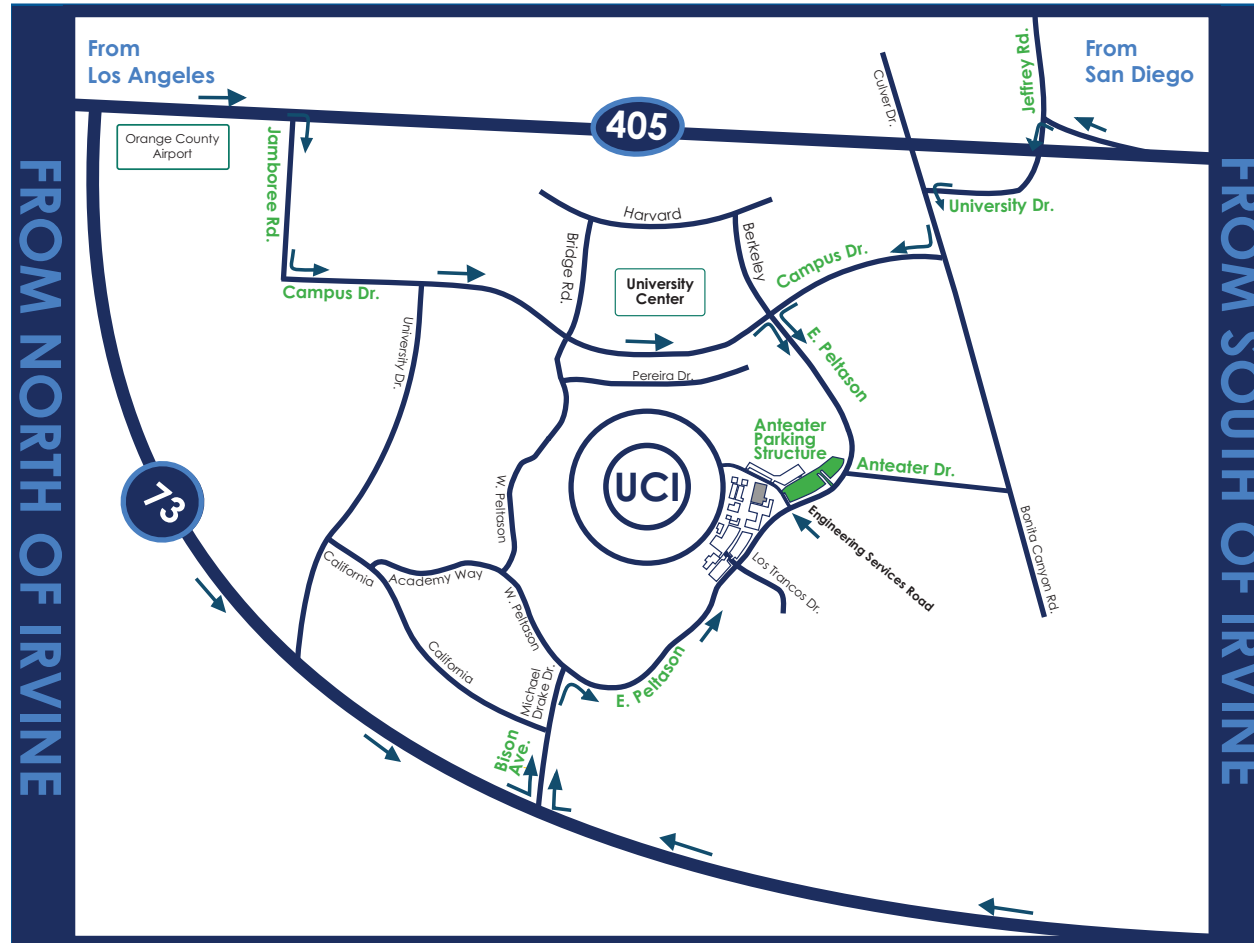 From
Los Angeles
From
San Diego
Jeffrey Rd.
Culver Dr.
405
Orange County
Airport
Jamboree Rd.
FROM NORTH OF IRVINE
FROM SOUTH OF IRVINE
University Dr.
Harvard
Bridge Rd.
Berkeley
Campus Dr.
University
Center
Campus Dr.
University Dr.
E. Peltason
Pereira Dr.
Anteater
Parking
Structure
Anteater Dr.
UCI
73
W. Peltason
Engineering Services Road
Bonita Canyon Rd.
California
Academy Way
Los Trancos Dr.
W. Peltason
California
Michael
Drake Dr.
E. Peltason
Bison
Ave.